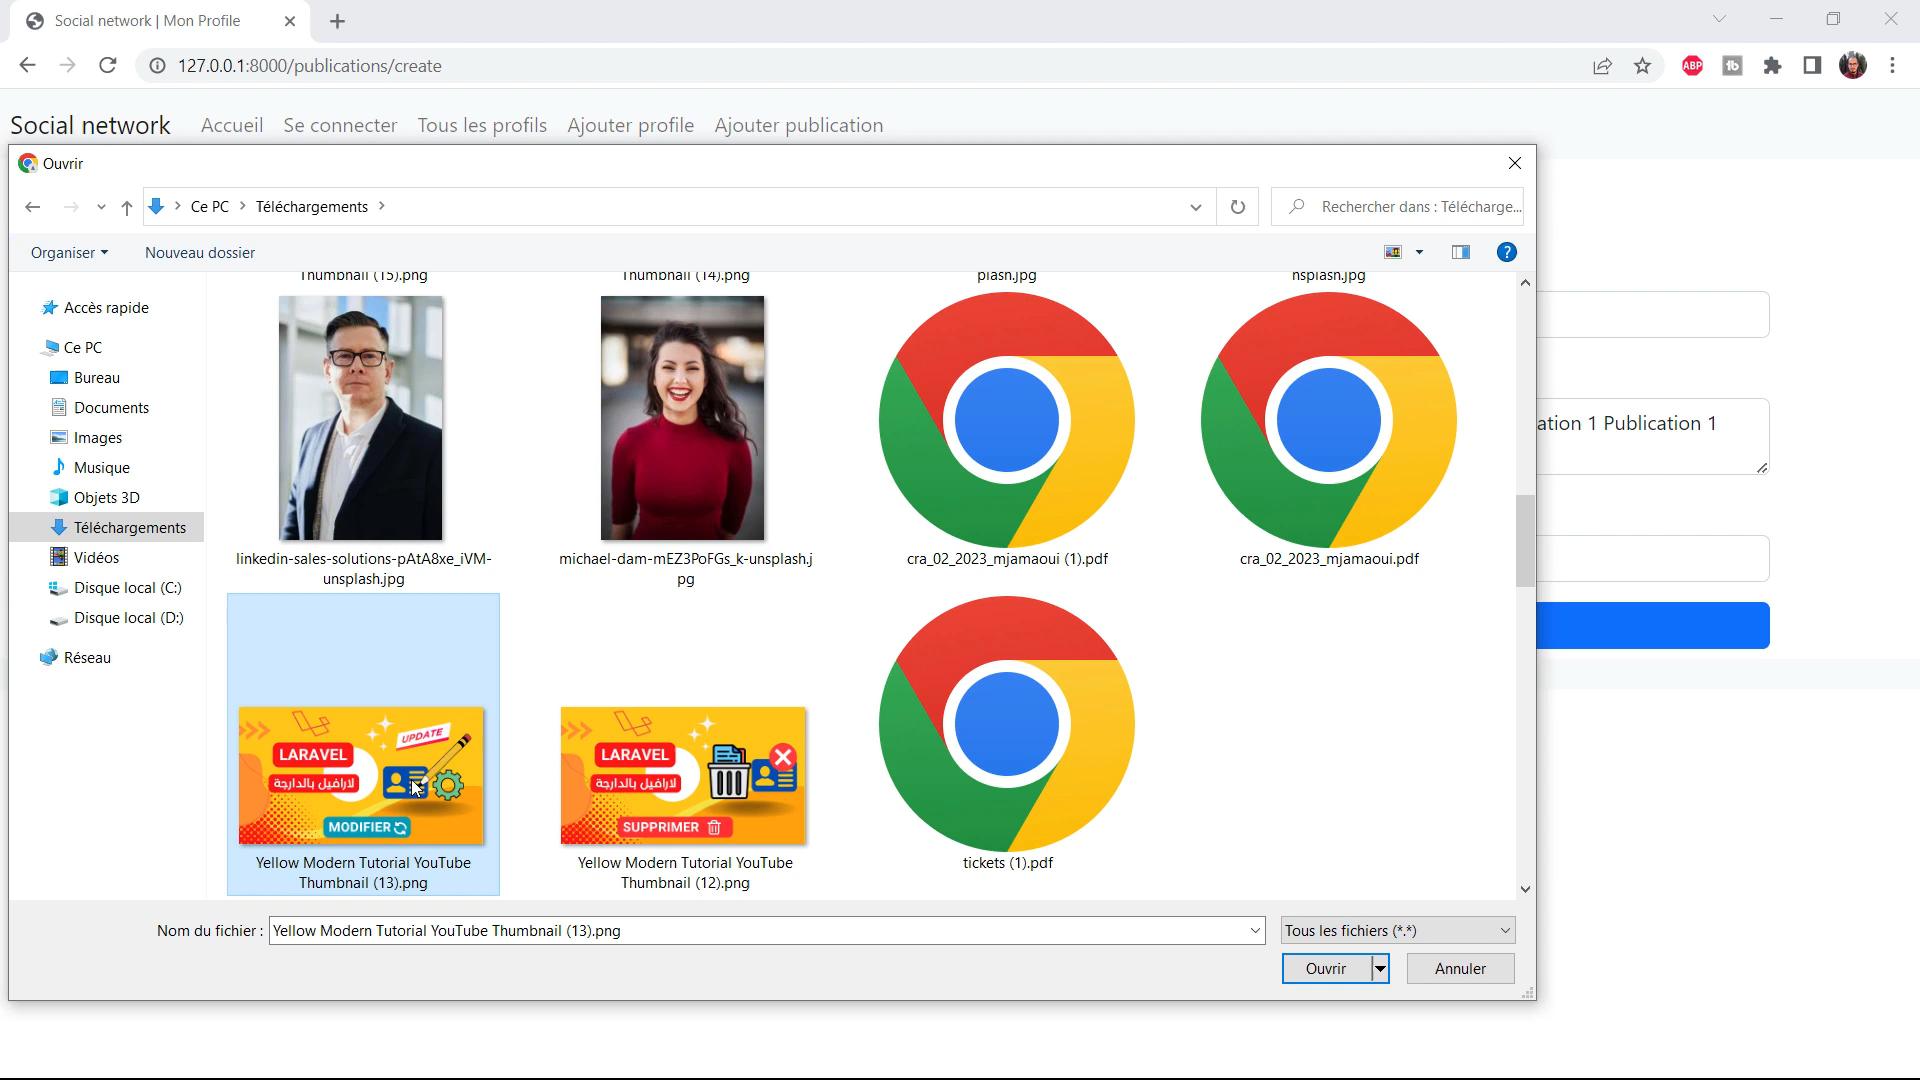 Social network | Mon Profile
127.0.0.1:8000/publications/create
ABP
tb
Social network Accueil Se connecter Tous les profils Ajouter profile Ajouter publication
Ouvrir
Ce PC > Téléchargements >
Rechercher dans : Télécharge...
Organiser Nouveau dossier
Accès rapide
Ce PC
Bureau
Documents
Images
Musique
Objets 3D
Téléchargements
Vidéos
Disque local (C:)
Disque local (D:)
Réseau
Thumbnail (15).png
Thumbnail (14).png
plash.jpg
nsplash.jpg
linkedin-sales-solutions-pAtA8xe_iVM-
unsplash.jpg
michael-dam-mEZ3PoFGs_k-unsplash.j
pg
cra_02_2023_mjamaoui (1).pdf
cra_02_2023_mjamaoui.pdf
UPDATE
LARAVEL
لارافيل بالدارجة
MODIFIER
Yellow Modern Tutorial YouTube
Thumbnail (13).png
LARAVEL
لارافيل بالدارجة
SUPPRIMER
Yellow Modern Tutorial YouTube
Thumbnail (12).png
tickets (1).pdf
ation 1 Publication 1
Nom du fichier : Yellow Modern Tutorial YouTube Thumbnail (13).png
Tous les fichiers (*.*)
Ouvrir
Annuler